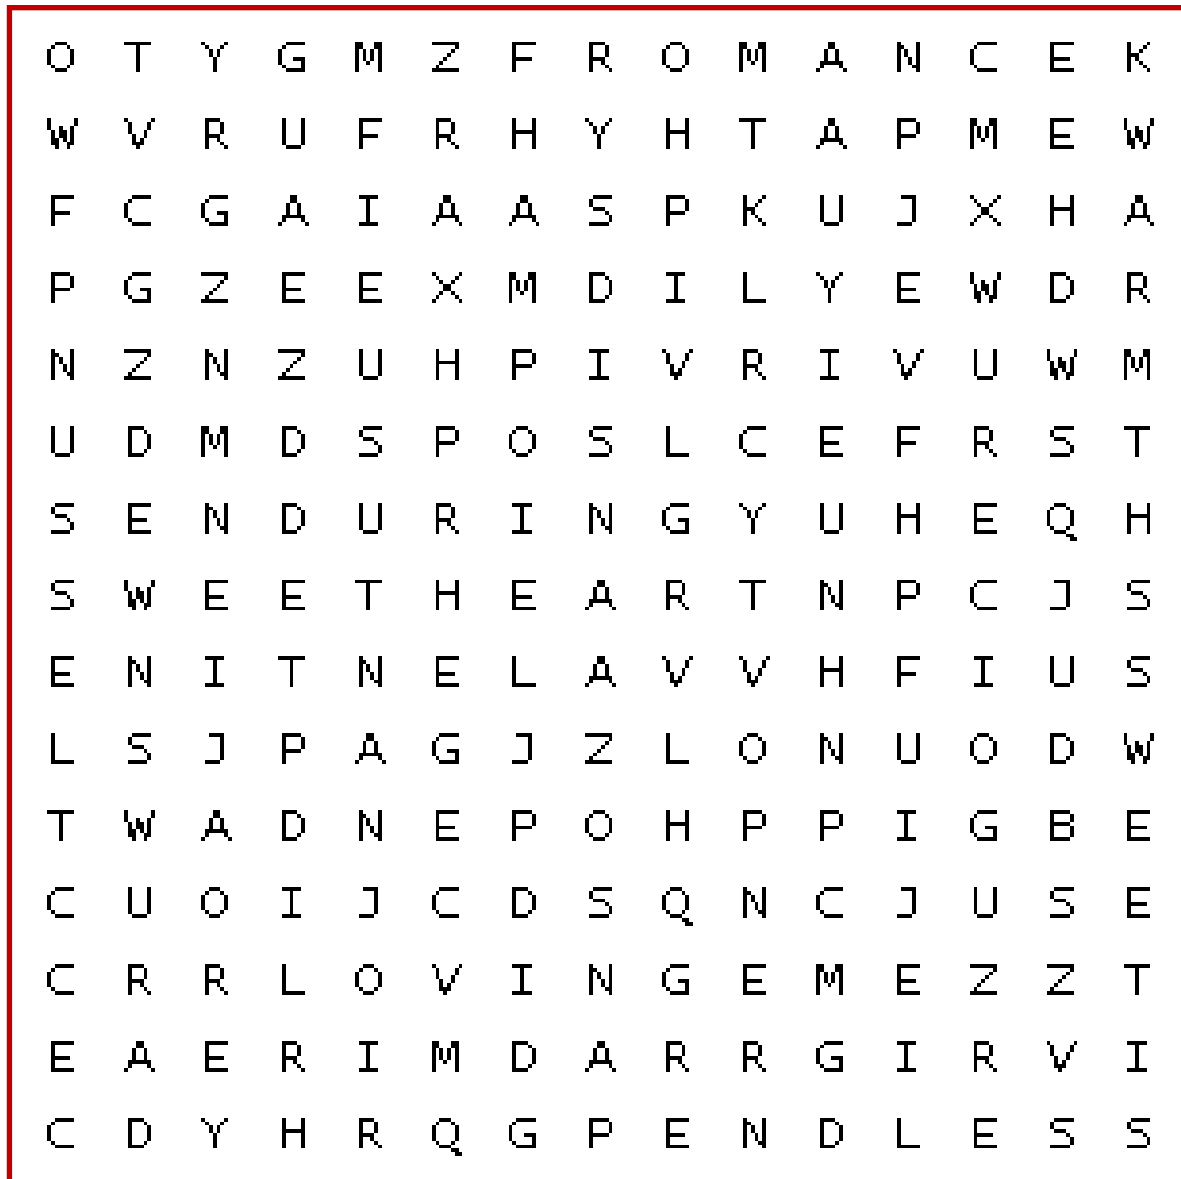 O T Y G M Z F R O M A N C E K
W V R U F R H Y H T A P M E W
F C G A I A A S P K U J X H A
P G Z E E X M D I L Y E W D R
N Z N Z U H P I V R I V U W M
U D M D S P O S L C E F R S T
S E N D U R I N G Y U H E Q H
S W E E T H E A R T N P C J S
E N I T N E L A V V H F I U S
L S J P A G J Z L O N U O D W
T W A D N E P O H P P I G B E
C U O I J C D S Q N C J U S E
C R R L O V I N G E M E Z Z T
E A E R I M D A R R G I R V I
C D Y H R Q G P E N D L E S S